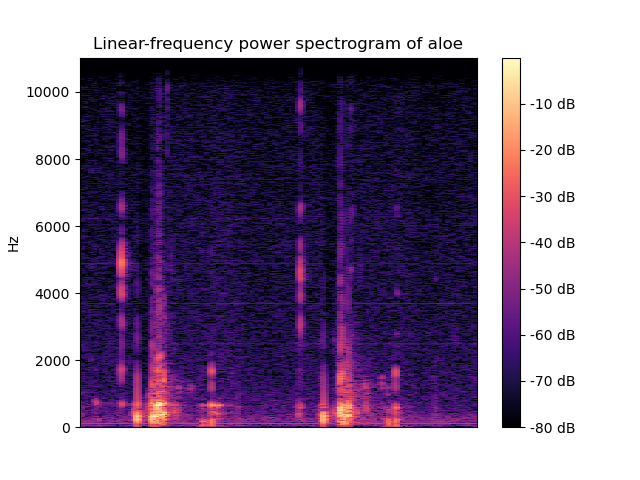 Linear-frequency power spectrogram of aloe
Hz
10000
8000
6000
4000
2000
0
-10 dB
-20 dB
-30 dB
-40 dB
-50 dB
-60 dB
-70 dB
-80 dB